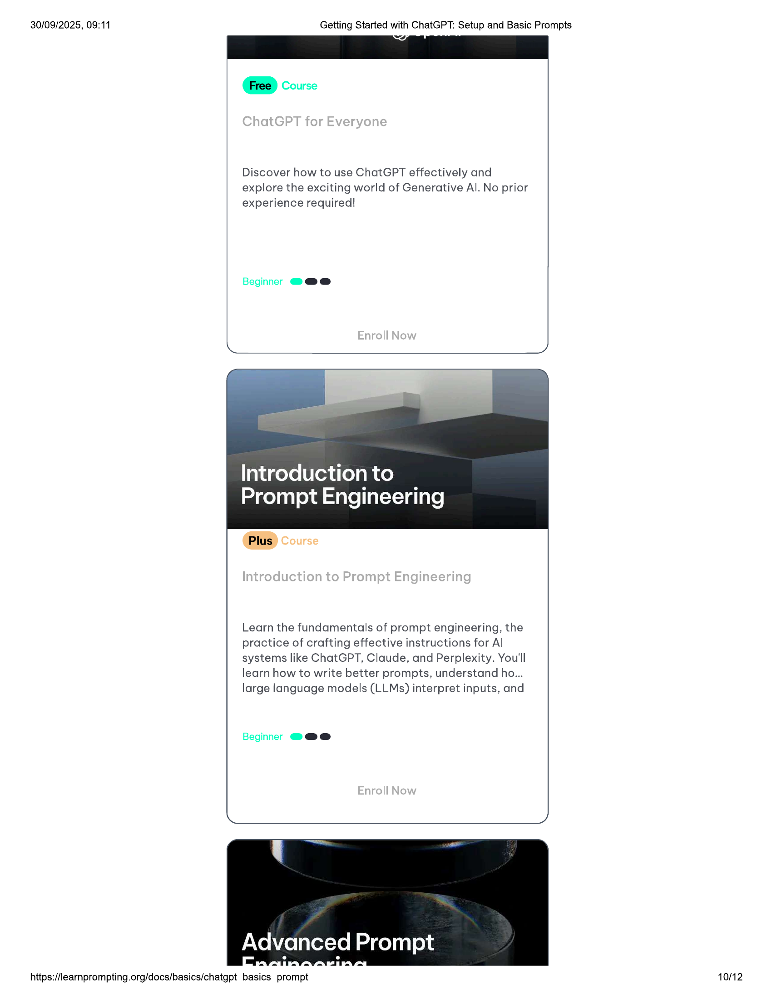 30/09/2025, 09:11
Getting Started with ChatGPT: Setup and Basic Prompts
Free Course
ChatGPT for Everyone
Discover how to use ChatGPT effectively and
explore the exciting world of Generative AI. No prior
experience required!
Beginner
Enroll Now
Introduction to
Prompt Engineering
Plus Course
Introduction to Prompt Engineering
Learn the fundamentals of prompt engineering, the
practice of crafting effective instructions for AI
systems like ChatGPT, Claude, and Perplexity. You'll
learn how to write better prompts, understand ho...
large language models (LLMs) interpret inputs, and
Beginner
Enroll Now
Advanced Prompt
Engineering
https://learnprompting.org/docs/basics/chatgpt_basics_prompt
10/12